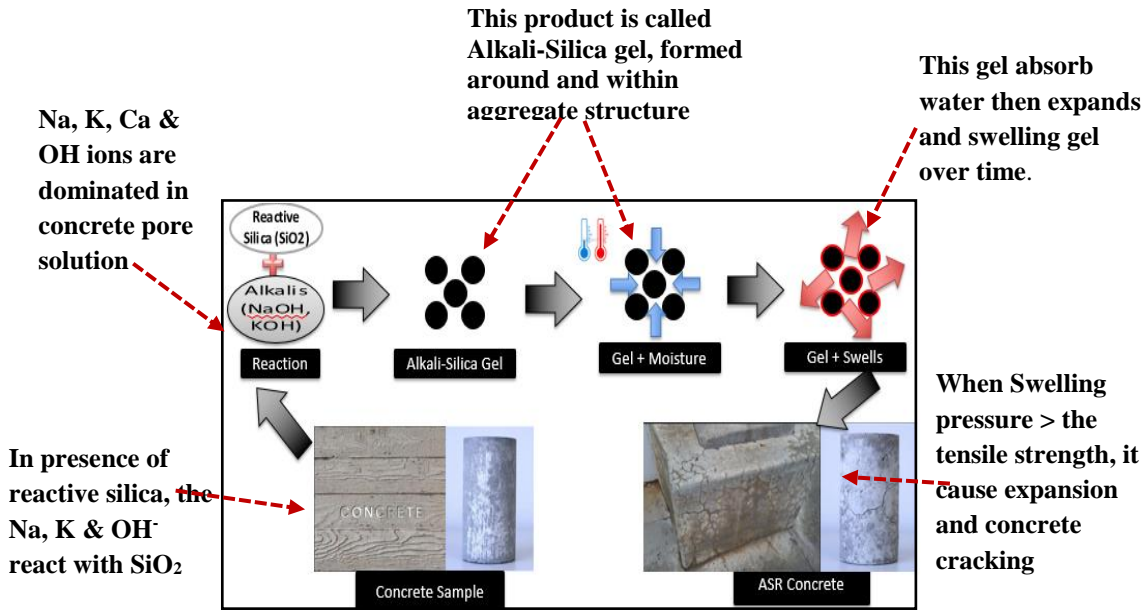 This product is called
Alkali-Silica gel, formed
around and within
aggregate structure
This gel absorb
water then expands
and swelling gel
over time.
Na, K, Ca &
OH ions are
dominated in
concrete pore
solution
Reactive
Silica (SiO2)
Alkalis
(NaOH,
KOH)
Reaction
Alkali-Silica Gel
Gel + Moisture
Gel + Swells
When Swelling
pressure > the
tensile strength, it
cause expansion
and concrete
cracking
In presence of
reactive silica, the
Na, K & OH-
react with SiO2
CONCRETE
Concrete Sample
ASR Concrete